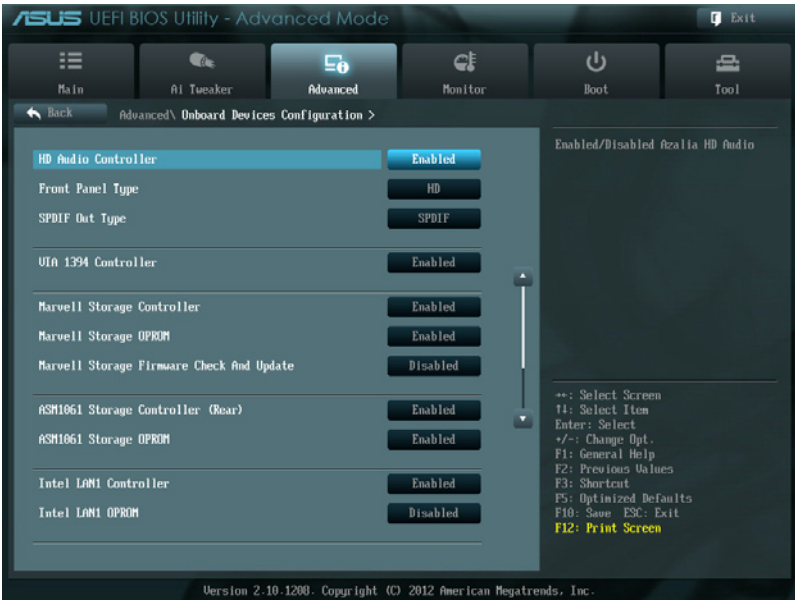 ASUS UEFI BIOS Utility - Advanced Mode
Exit
Main
Ai Tweaker
Advanced
Monitor
Boot
Tool
Back
Advanced\ Onboard Devices Configuration >
HD Audio Controller Enabled
Front Panel Type HD
SPDIF Out Type SPDIF
VIA 1394 Controller Enabled
Marvell Storage Controller Enabled
Marvell Storage OPROM Enabled
Marvell Storage Firmware Check And Update Disabled
ASM1061 Storage Controller (Rear) Enabled
ASM1061 Storage OPROM Enabled
Intel LAN1 Controller Enabled
Intel LAN1 OPROM Disabled
Enabled/Disabled Azalia HD Audio
→←: Select Screen
↑↓: Select Item
Enter: Select
+/-: Change Opt.
F1: General Help
F2: Previous Values
F3: Shortcut
F5: Optimized Defaults
F10: Save ESC: Exit
F12: Print Screen
Version 2.10.1208. Copyright (C) 2012 American Megatrends, Inc.